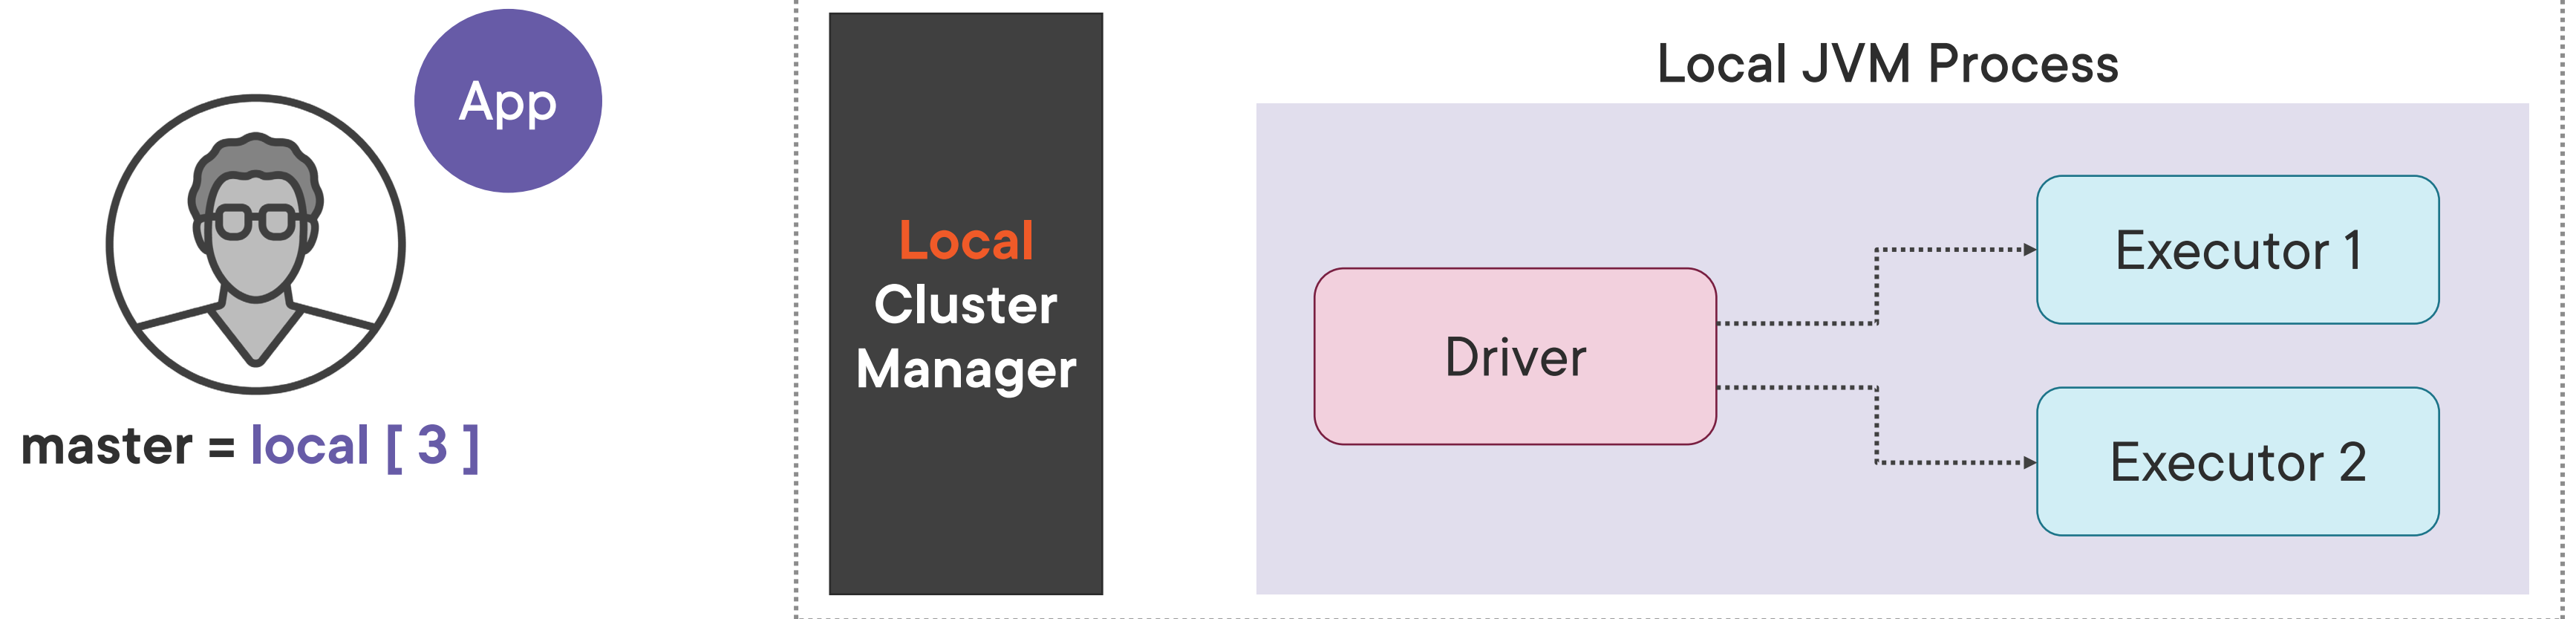 App
master = local [ 3 ]
Local
Cluster
Manager
Local JVM Process
Driver
Executor 1
Executor 2